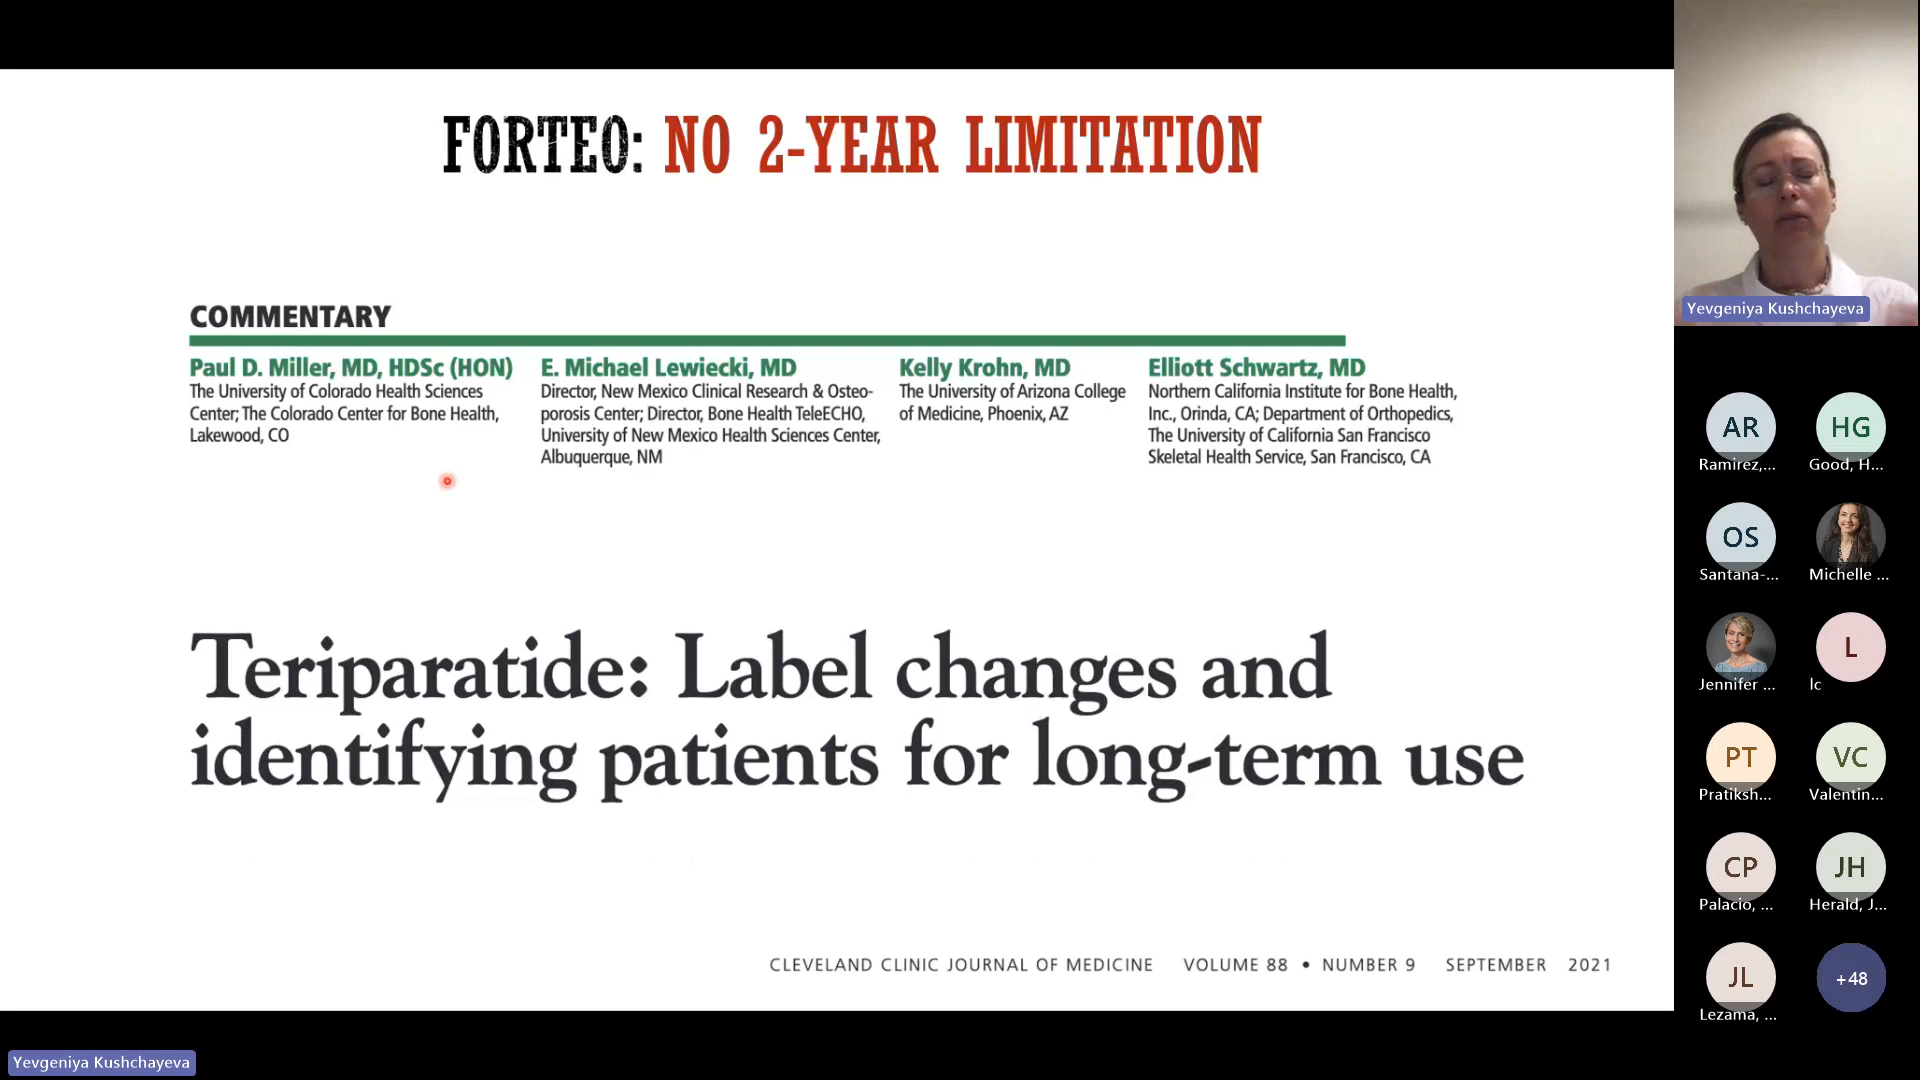 FORTEO: NO 2-YEAR LIMITATION
COMMENTARY
Paul D. Miller, MD, HDSc (HON)
The University of Colorado Health Sciences
Center; The Colorado Center for Bone Health,
Lakewood, CO
E. Michael Lewiecki, MD
Director, New Mexico Clinical Research & Osteo-
porosis Center; Director, Bone Health TeleECHO,
University of New Mexico Health Sciences Center,
Albuquerque, NM
Kelly Krohn, MD
The University of Arizona College
of Medicine, Phoenix, AZ
Elliott Schwartz, MD
Northern California Institute for Bone Health,
Inc., Orinda, CA; Department of Orthopedics,
The University of California San Francisco
Skeletal Health Service, San Francisco, CA
Teriparatide: Label changes and
identifying patients for long-term use
CLEVELAND CLINIC JOURNAL OF MEDICINE VOLUME 88 • NUMBER 9 SEPTEMBER 2021
Yevgeniya Kushchayeva
AR
Ramirez,...
HG
Good, H...
OS
Santana-...
Michelle ...
Jennifer ...
L
lc
PT
Pratiksh...
VC
Valentin...
CP
Palacio, ...
JH
Herald, J...
JL
Lezama, ...
+48
Yevgeniya Kushchayeva